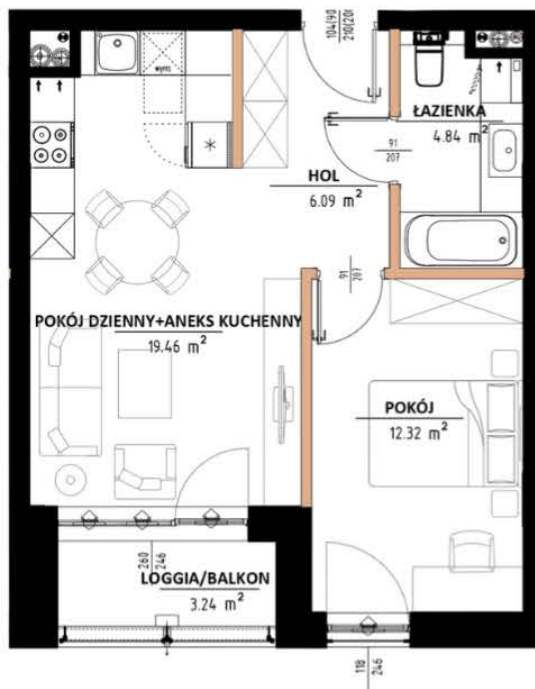 104(90
210(20
ŁAZIENKA
4.84 m²
91
207
HOL
6.09 m²
91
207
POKÓJ DZIENNY+ANEKS KUCHENNY
19.46 m²
POKÓJ
12.32 m²
260
246
LOGGIA/BALKON
3.24 m²
118
246